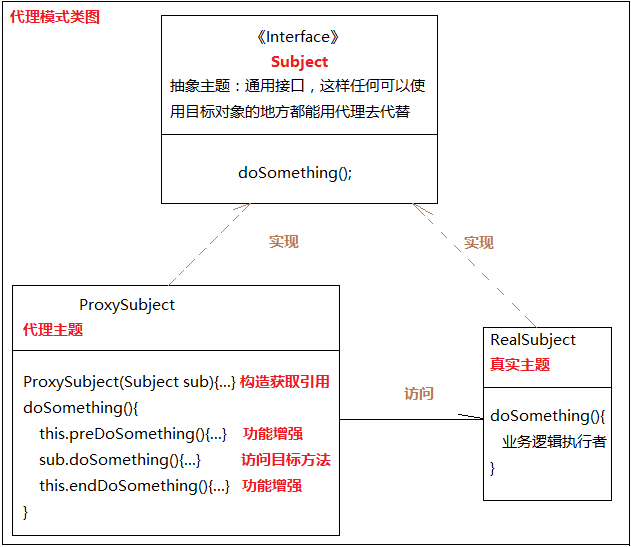 代理模式类图
《Interface》
Subject
抽象主题：通用接口，这样任何可以使
用目标对象的地方都能用代理去代替
doSomething();
实现
实现
ProxySubject
代理主题
ProxySubject(Subject sub){...} 构造获取引用
doSomething(){
this.preDoSomething(){...} 功能增强
sub.doSomething(){...} 访问目标方法
this.endDoSomething(){...} 功能增强
}
访问
RealSubject
真实主题
doSomething(){
业务逻辑执行者
}